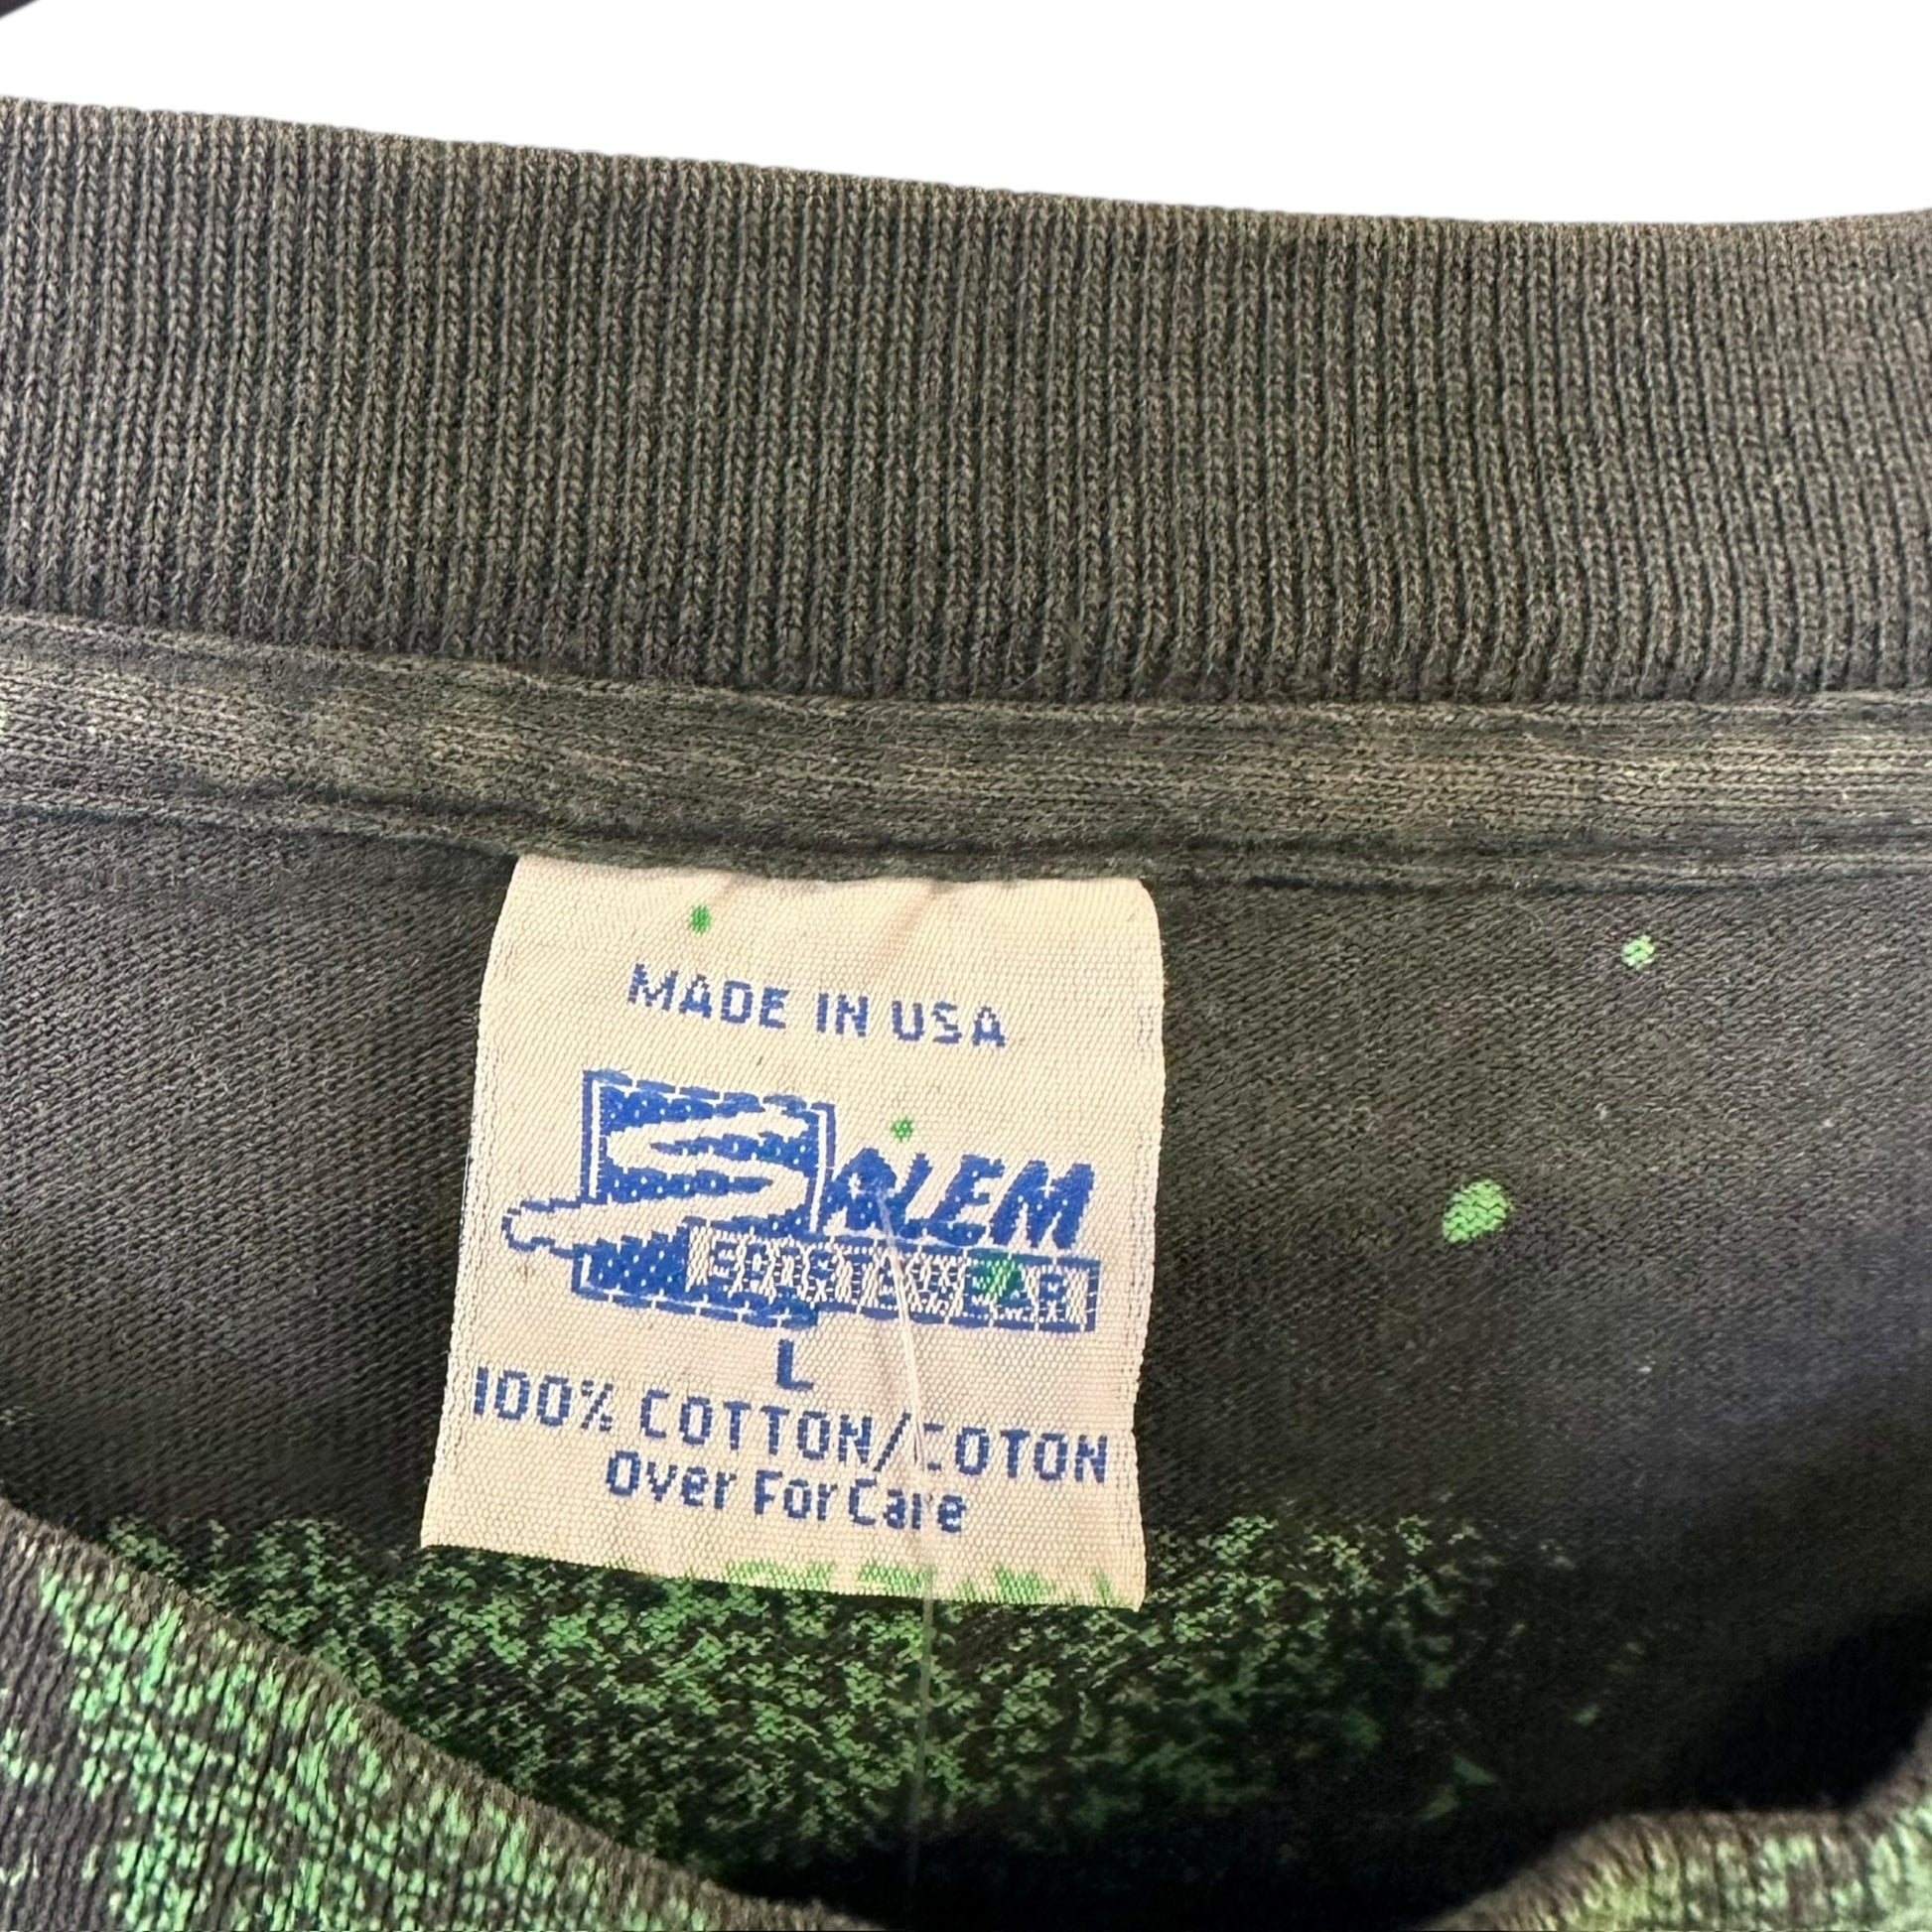 MADE IN USA
SALEM
SPORTSWEAR
L
100% COTTON/COTON
Over For Care